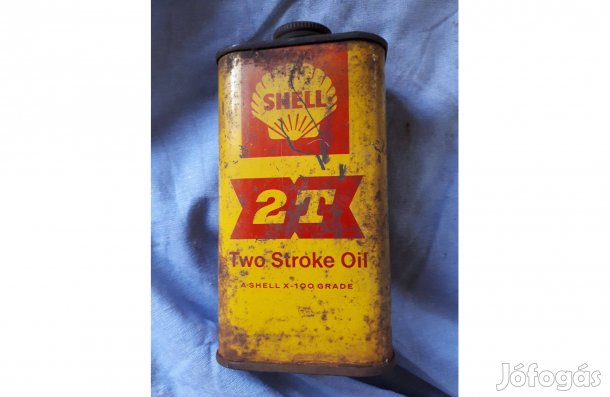 SHELL
2T
Two Stroke Oil
A SHELL X-100 GRADE
Jófogás